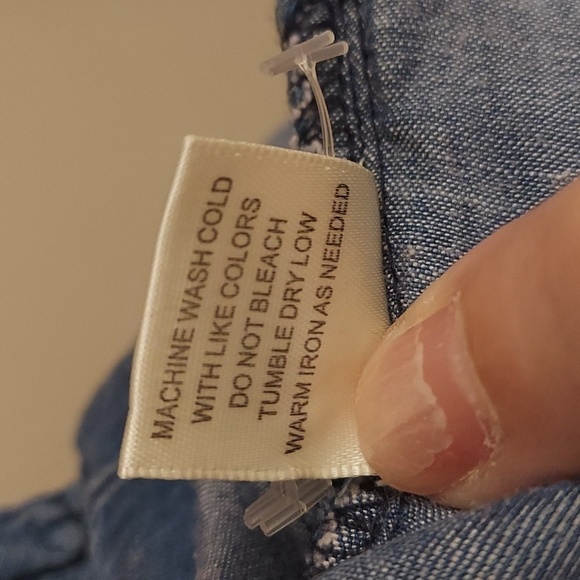 MACHINE WASH COLD
WITH LIKE COLORS
DO NOT BLEACH
TUMBLE DRY LOW
WARM IRON AS NEEDED